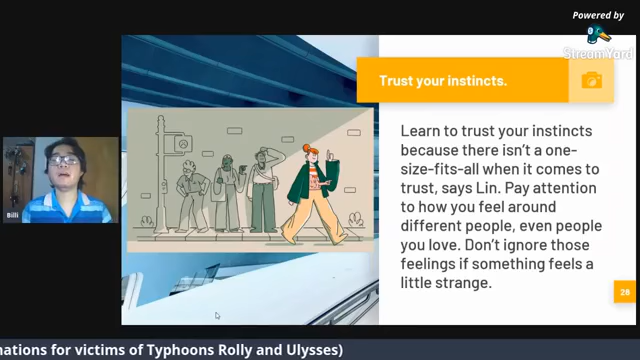 Powered by
StreamYard
Trust your instincts.
Learn to trust your instincts
because there isn't a one-
size-fits-all when it comes to
trust, says Lin. Pay attention
to how you feel around
different people, even people
you love. Don't ignore those
feelings if something feels a
little strange.
Billi
26
nations for victims of Typhoons Rolly and Ulysses)